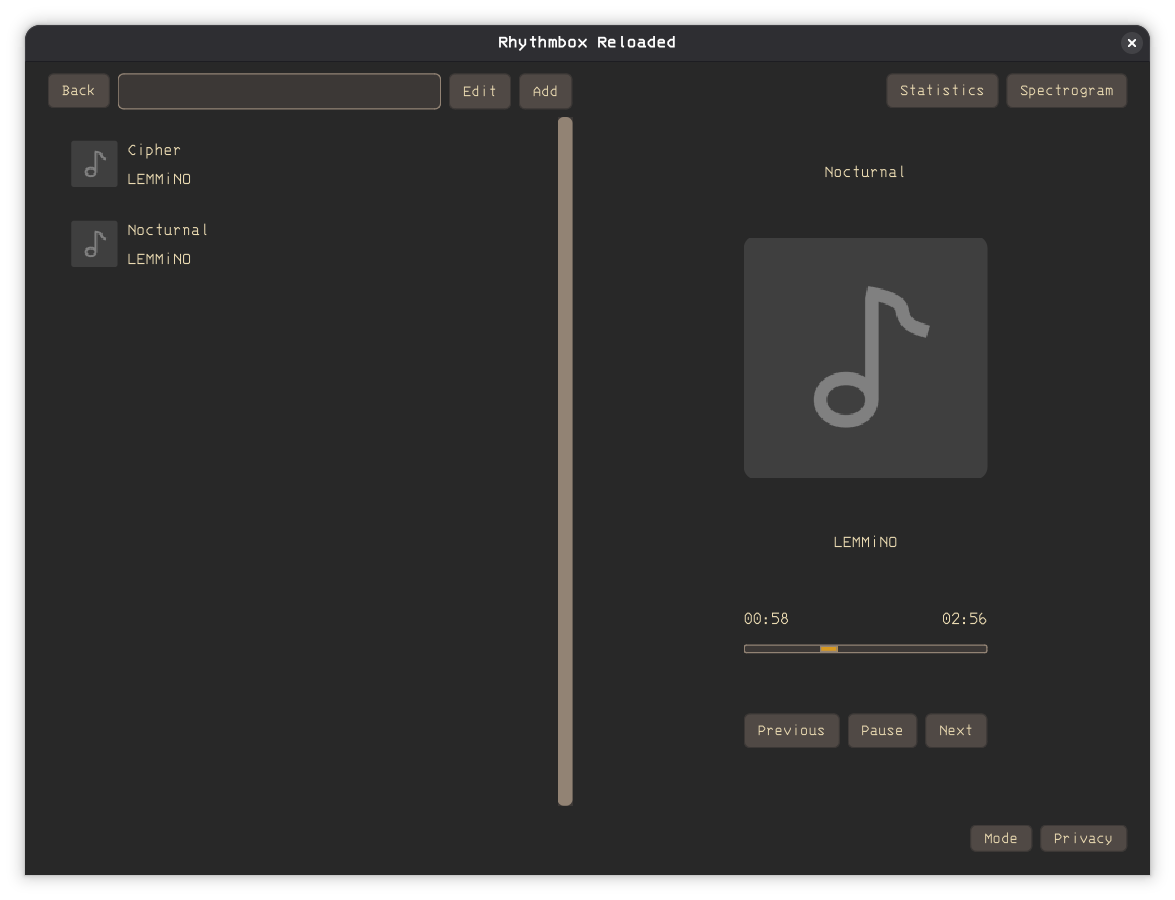 Rhythmbox Reloaded
Back
Edit
Add
Statistics
Spectrogram
Cipher
LEMMiNO
Nocturnal
LEMMiNO
Nocturnal
LEMMiNO
00:58
02:56
Previous
Pause
Next
Mode
Privacy